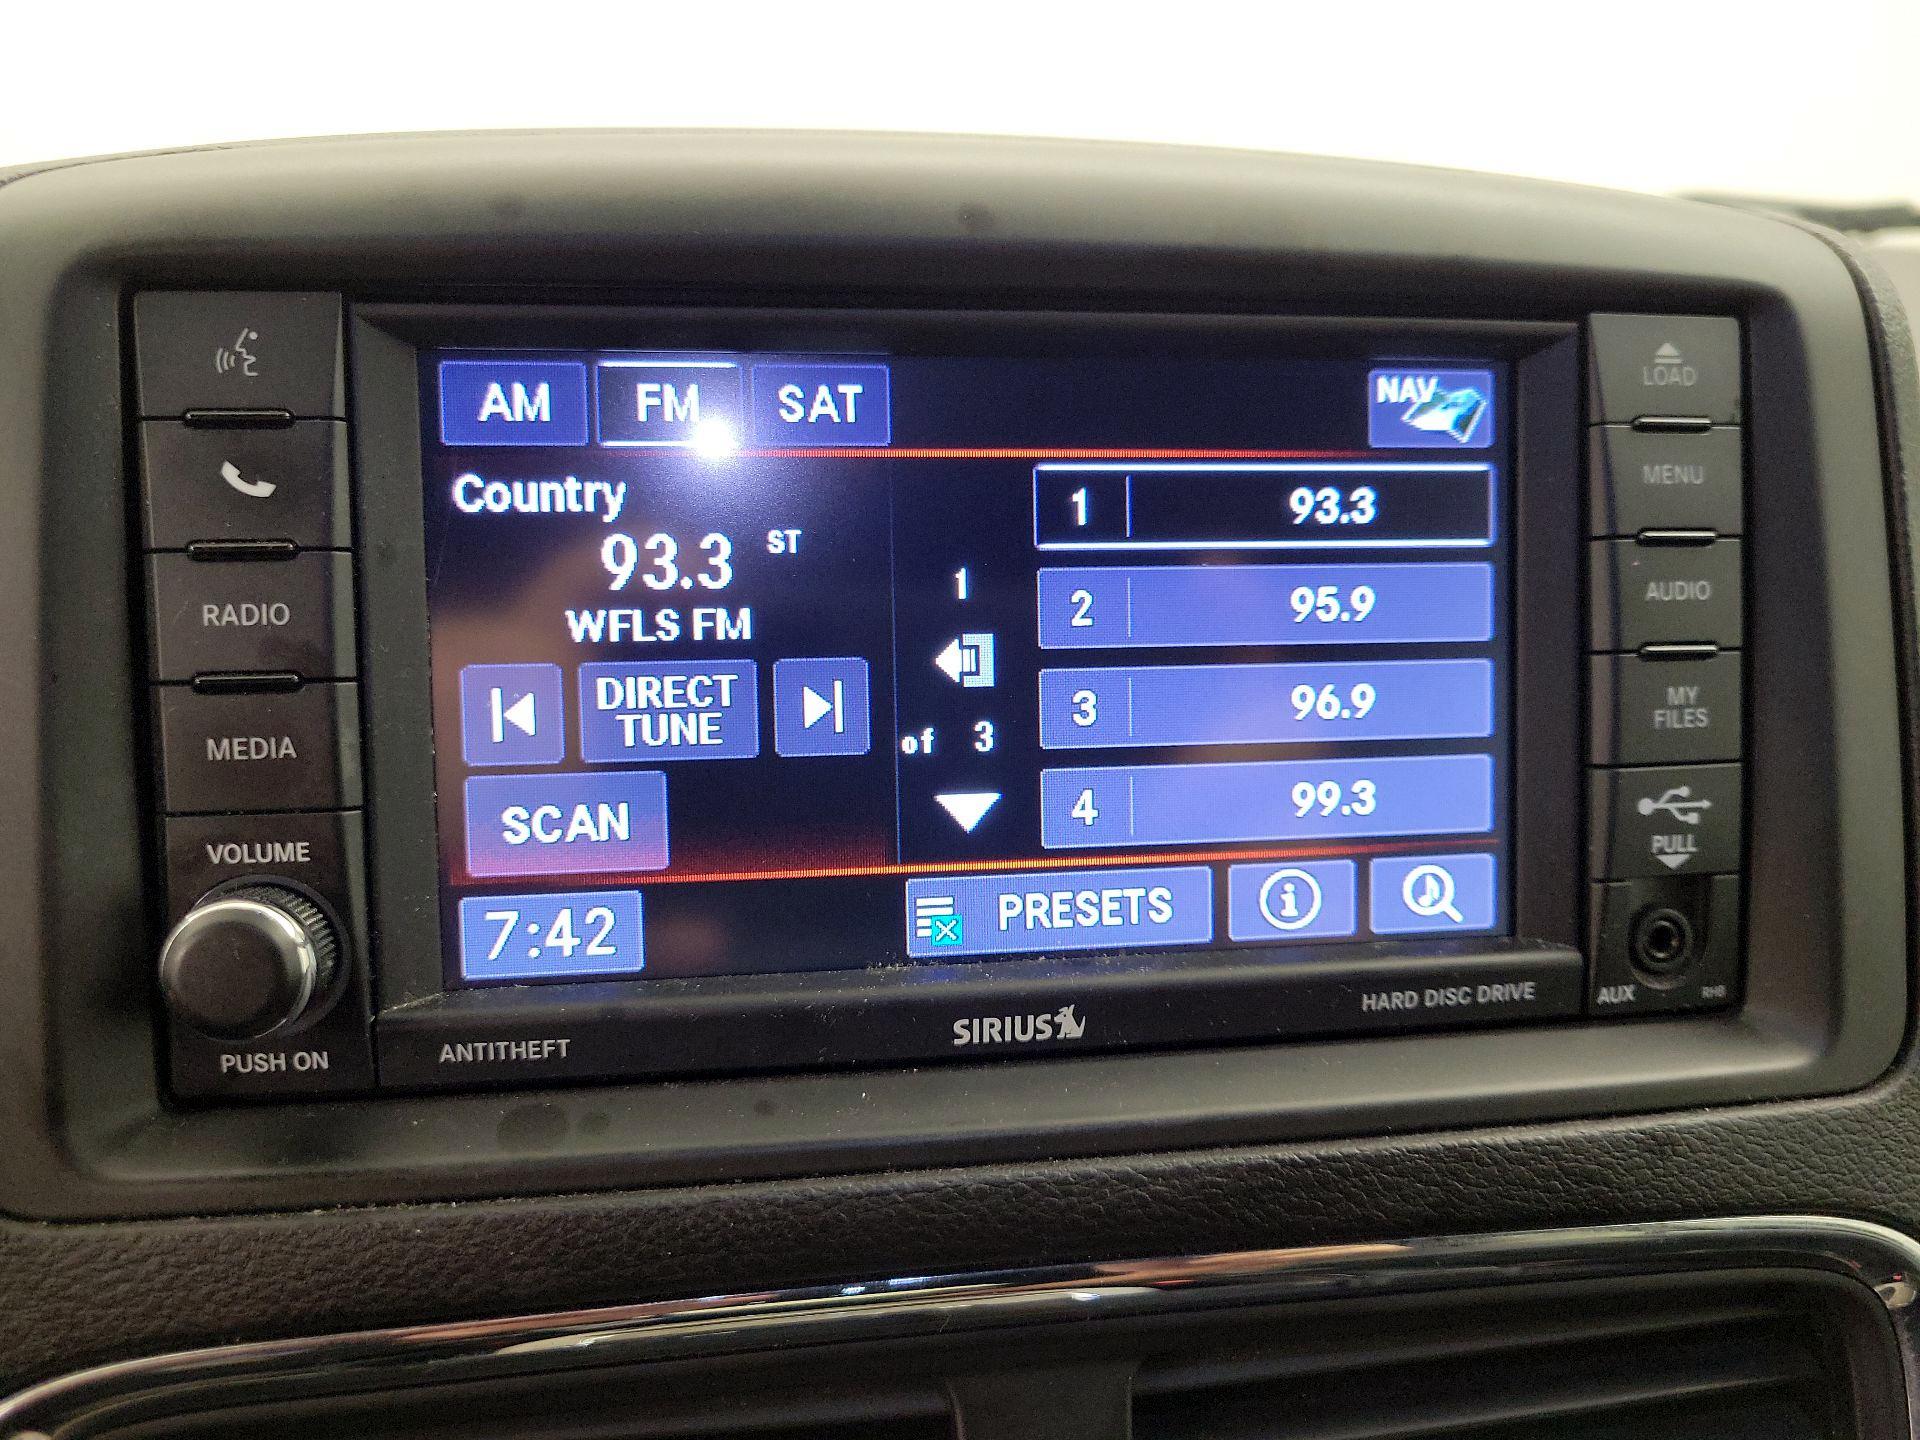 AM FM SAT
NAV
Country
93.3 ST
WFLS FM
DIRECT
TUNE
SCAN
1
of 3
1 93.3
2 95.9
3 96.9
4 99.3
7:42
PRESETS
RADIO
MEDIA
VOLUME
PUSH ON
ANTITHEFT
SIRIUS
HARD DISC DRIVE
LOAD
MENU
AUDIO
MY
FILES
PULL
AUX